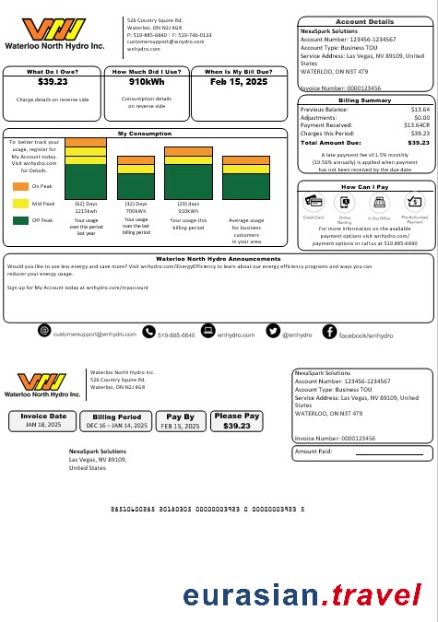 Waterloo North Hydro Inc.
526 Country Squire Rd.
Waterloo, ON N2J 4G8
P: 519-885-6840 | F: 519-746-0133
customersupport@wnhydro.com
wnhydro.com
Account Details
NexaSpark Solutions
Account Number: 123456-1234567
Account Type: Business TOU
Service Address: Las Vegas, NV 89109, United
States
WATERLOO, ON N3T 4T9
Invoice Number: 0000123456
What Do I Owe?
$39.23
Charge details on reverse side
How Much Did I Use?
910kWh
Consumption details
on reverse side
When Is My Bill Due?
Feb 15, 2025
Billing Summary
Previous Balance: $13.64
Adjustments: $0.00
Payment Received: $13.64CR
Charges this Period: $39.23
Total Amount Due: $39.23
A late payment fee of 1.5% monthly
(19.56% annually) is applied when payment
has not been received by the due date
My Consumption
To better track your
usage, register for
My Account today.
Visit wnhydro.com
for Details.
On Peak
Mid Peak
Off Peak
(62) Days
1215kwh
Your usage
over this period
last year
(32) Days
700kWh
Your usage
over the last
billing period
(29) days
910kWh
Your usage this
billing period
Average usage
for business
customers
in your area
How Can I Pay
Credit Card
Online
Banking
In Our Office
Pre-Authorized
Payment
For more information on the available
payment options visit wnhydro.com/
payment options or call us at 519.885.6840
Waterloo North Hydro Announcements
Would you like to use less energy and save more? Visit wnhydro.com/EnergyEfficiency to learn about our energy efficiency programs and ways you can
reducing your energy usage.
Sign up for My Account today at wnhydro.com/myaccount
customersupport@wnhydro.com
519-885-6840
wnhydro.com
@wnhydro
facebook/wnhydro
Waterloo North Hydro Inc.
Waterloo North Hydro Inc.
526 Country Squire Rd.
Waterloo, ON N2J 4G8
NexaSpark Solutions
Account Number: 123456-1234567
Account Type: Business TOU
Service Address: Las Vegas, NV 89109, United
States
WATERLOO, ON N3T 4T9
Invoice Number: 0000123456
Invoice Date
JAN 18, 2025
Billing Period
DEC 16 – JAN 14, 2025
Pay By
FEB 15, 2025
Please Pay
$39.23
Amount Paid:
NexaSpark Solutions
Las Vegas, NV 89109,
United States
eurasian.travel